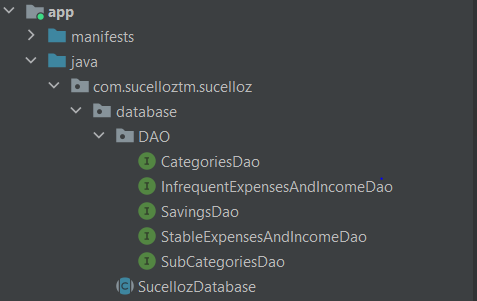 app
manifests
java
com.sucelloztm.sucelloz
database
DAO
I CategoriesDao
I InfrequentExpensesAndIncomeDao
I SavingsDao
I StableExpensesAndIncomeDao
I SubCategoriesDao
C SucellozDatabase